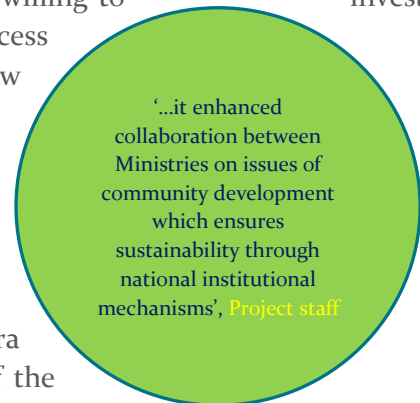 willing to
invest
cess
w
‘...it enhanced
collaboration between
Ministries on issues of
community development
which ensures
sustainability through
national institutional
mechanisms’, Project staff
ra
f the